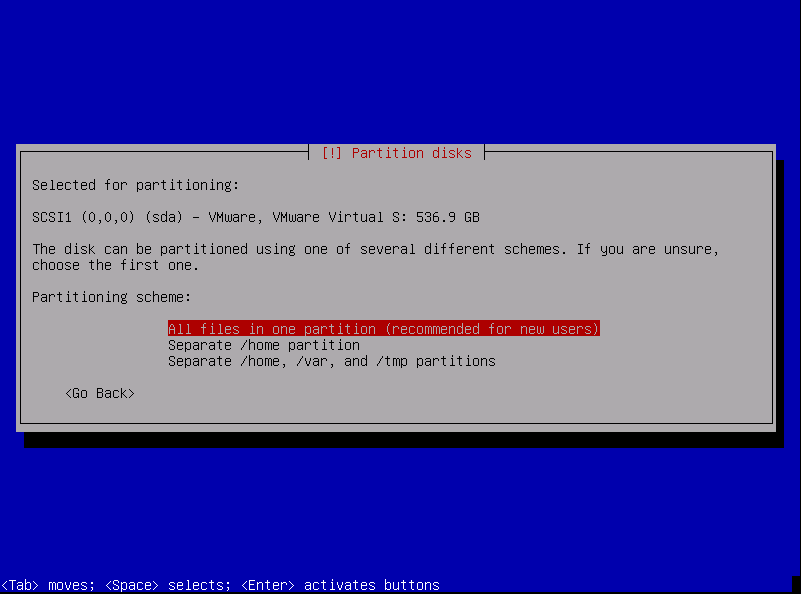 [!] Partition disks
Selected for partitioning:
SCSI1 (0,0,0) (sda) - VMware, VMware Virtual S: 536.9 GB
The disk can be partitioned using one of several different schemes. If you are unsure,
choose the first one.
Partitioning scheme:
All files in one partition (recommended for new users)
Separate /home partition
Separate /home, /var, and /tmp partitions
<Go Back>
<Tab> moves; <Space> selects; <Enter> activates buttons